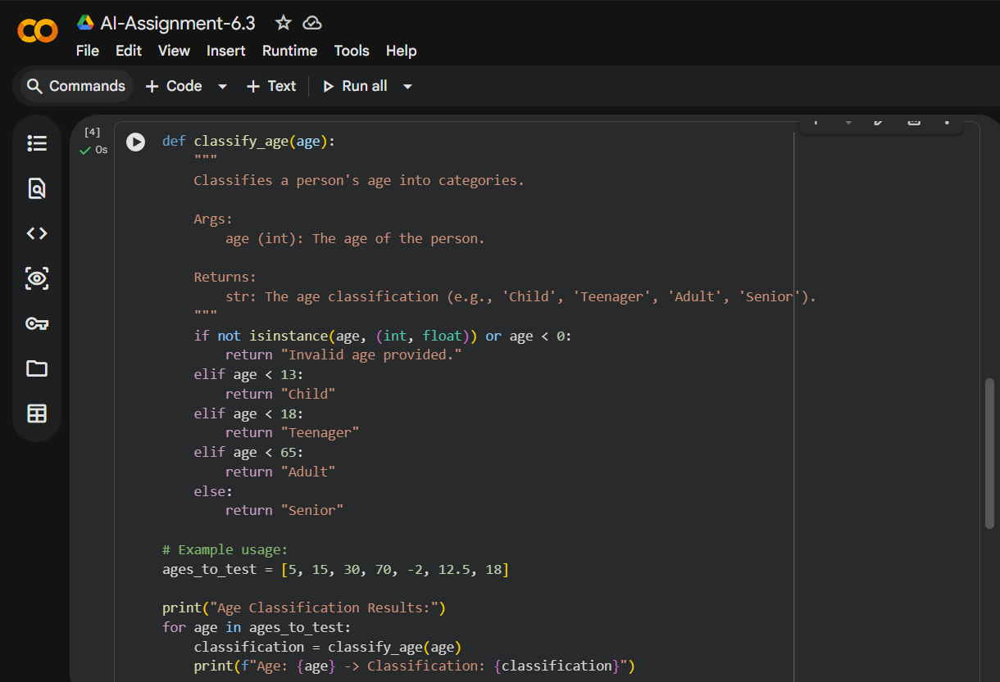 AI-Assignment-6.3
File Edit View Insert Runtime Tools Help
Commands + Code + Text Run all
[4]
0s
def classify_age(age):
    """
    Classifies a person's age into categories.

    Args:
        age (int): The age of the person.

    Returns:
        str: The age classification (e.g., 'Child', 'Teenager', 'Adult', 'Senior').
    """
    if not isinstance(age, (int, float)) or age < 0:
        return "Invalid age provided."
    elif age < 13:
        return "Child"
    elif age < 18:
        return "Teenager"
    elif age < 65:
        return "Adult"
    else:
        return "Senior"

# Example usage:
ages_to_test = [5, 15, 30, 70, -2, 12.5, 18]

print("Age Classification Results:")
for age in ages_to_test:
    classification = classify_age(age)
    print(f"Age: {age} -> Classification: {classification}")